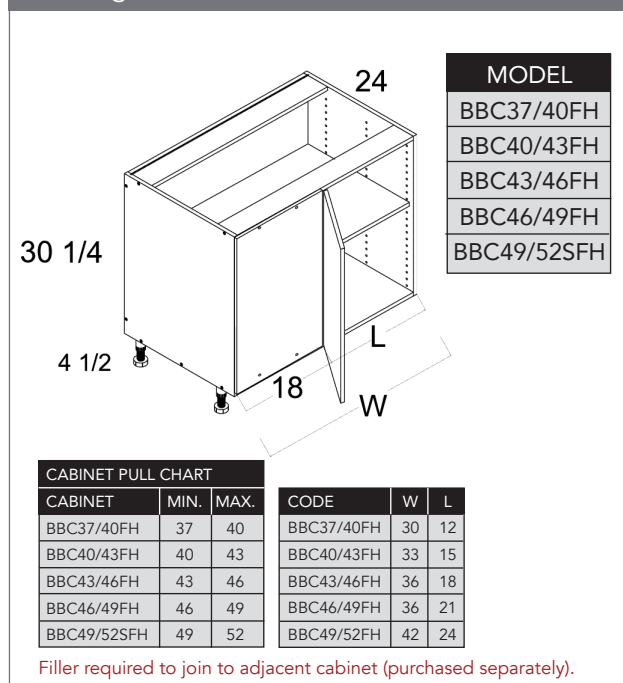 24
MODEL
BBC37/40FH
BBC40/43FH
BBC43/46FH
BBC46/49FH
BBC49/52SFH
30 1/4
4 1/2
18
L
W
CABINET PULL CHART
CABINET MIN. MAX.
BBC37/40FH 37 40
BBC40/43FH 40 43
BBC43/46FH 43 46
BBC46/49FH 46 49
BBC49/52SFH 49 52
CODE W L
BBC37/40FH 30 12
BBC40/43FH 33 15
BBC43/46FH 36 18
BBC46/49FH 36 21
BBC49/52FH 42 24
Filler required to join to adjacent cabinet (purchased separately).